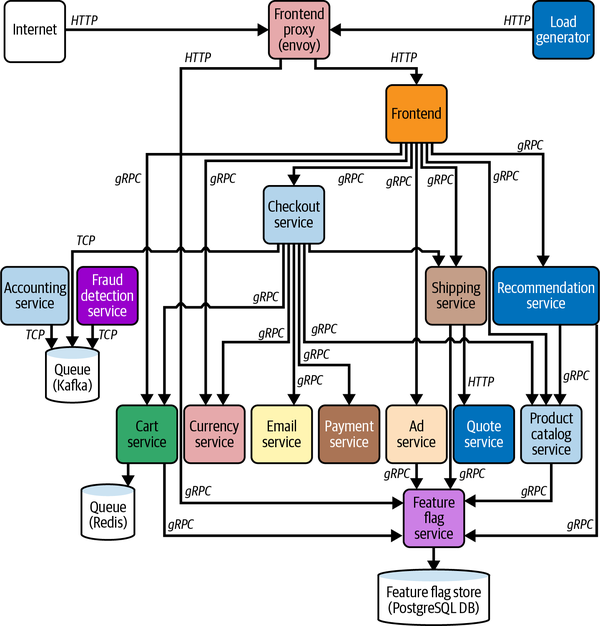 Internet
HTTP
Frontend
proxy
(envoy)
HTTP
Load
generator
HTTP
HTTP
Frontend
gRPC
gRPC
gRPC
gRPC
gRPC
gRPC
gRPC
Checkout
service
TCP
Accounting
service
Fraud
detection
service
Shipping
service
Recommendation
service
gRPC
TCP
TCP
gRPC
Queue
(Kafka)
gRPC
HTTP
gRPC
Cart
service
Currency
service
Email
service
Payment
service
Ad
service
Quote
service
Product
catalog
service
gRPC
gRPC
Queue
(Redis)
gRPC
gRPC
Feature
flag
service
gRPC
gRPC
Feature flag store
(PostgreSQL DB)